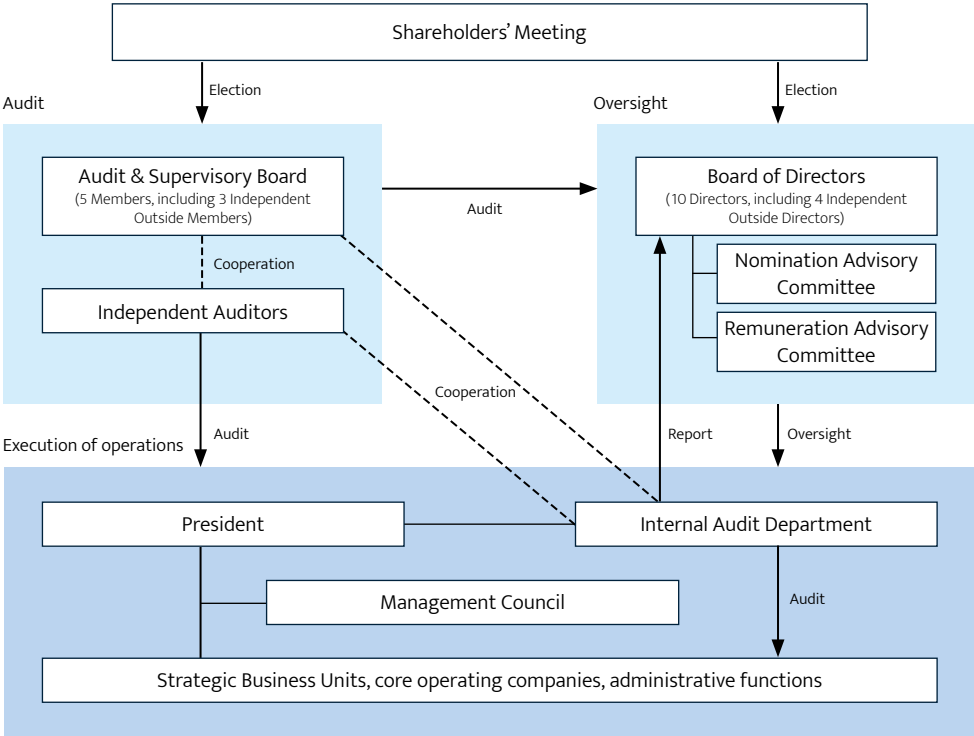 Shareholders’ Meeting
Election
Election
Audit
Oversight
Audit & Supervisory Board
(5 Members, including 3 Independent
Outside Members)
Board of Directors
(10 Directors, including 4 Independent
Outside Directors)
Audit
Cooperation
Nomination Advisory
Committee
Independent Auditors
Remuneration Advisory
Committee
Cooperation
Audit
Report
Oversight
Execution of operations
President
Internal Audit Department
Management Council
Audit
Strategic Business Units, core operating companies, administrative functions